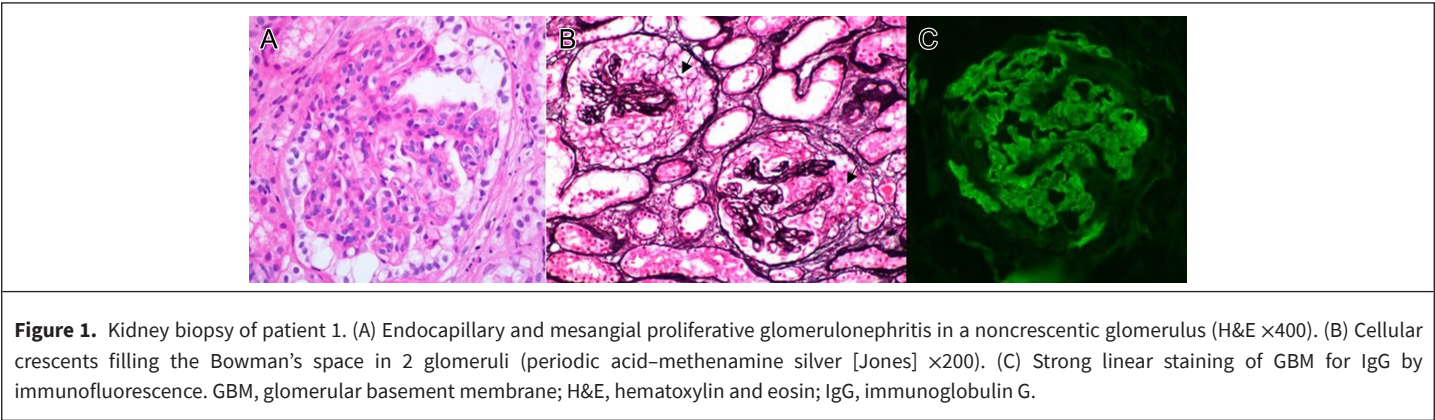 A B C
Figure 1. Kidney biopsy of patient 1. (A) Endocapillary and mesangial proliferative glomerulonephritis in a noncrescentic glomerulus (H&E ×400). (B) Cellular
crescents filling the Bowman’s space in 2 glomeruli (periodic acid–methenamine silver [Jones] ×200). (C) Strong linear staining of GBM for IgG by
immunofluorescence. GBM, glomerular basement membrane; H&E, hematoxylin and eosin; IgG, immunoglobulin G.